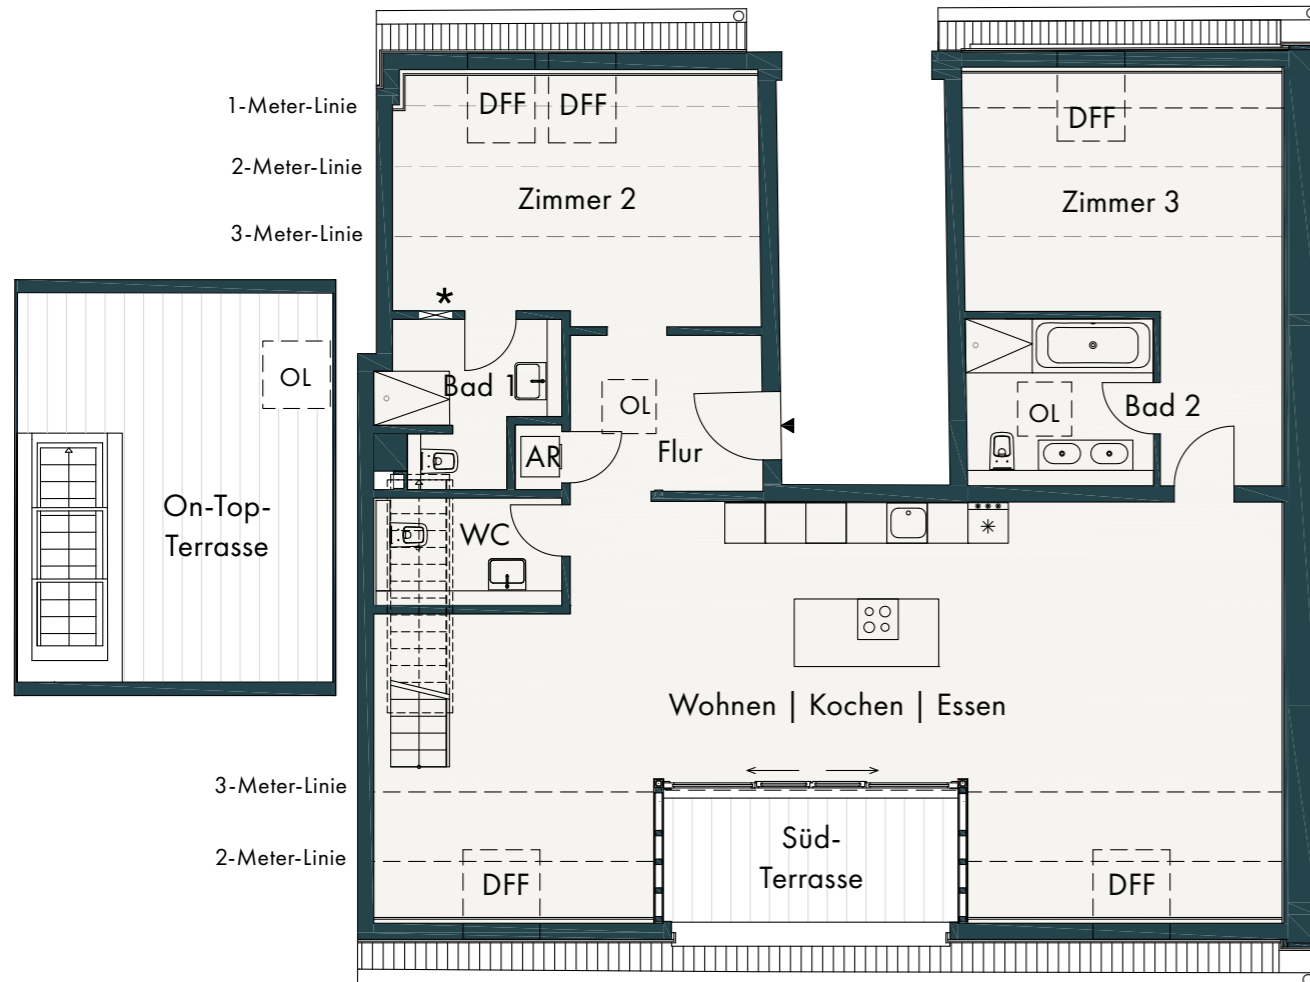 1-Meter-Linie
DFF
DFF
DFF
2-Meter-Linie
Zimmer 2
Zimmer 3
3-Meter-Linie
*
OL
Bad 1
OL
OL
Bad 2
AR
Flur
On-Top-
Terrasse
WC
Wohnen | Kochen | Essen
3-Meter-Linie
Süd-
Terrasse
2-Meter-Linie
DFF
DFF